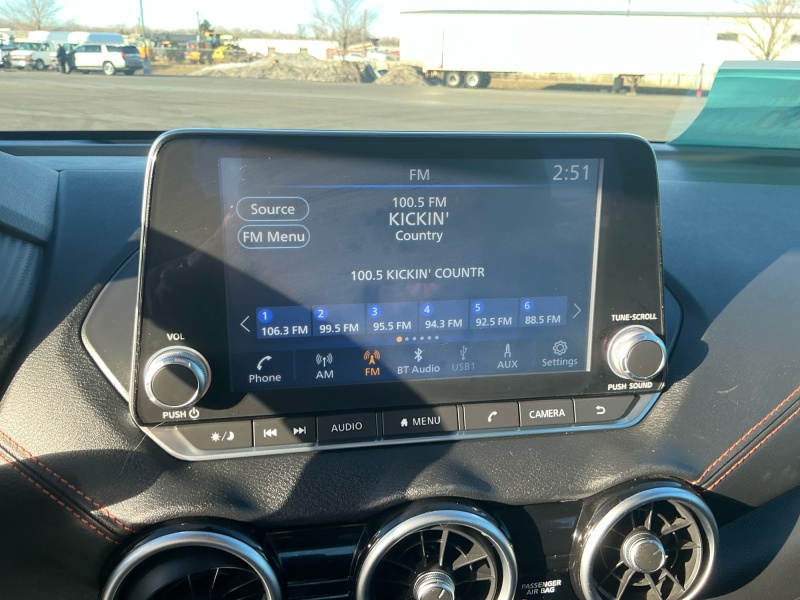 FM
2:51
Source
FM Menu
100.5 FM
KICKIN'
Country
100.5 KICKIN' COUNTR
1 2 3 4 5 6
106.3 FM 99.5 FM 95.5 FM 94.3 FM 92.5 FM 88.5 FM
Phone AM FM BT Audio USB1 AUX Settings
VOL
PUSH
TUNE·SCROLL
PUSH SOUND
AUDIO MENU CAMERA
PASSENGER
AIR BAG